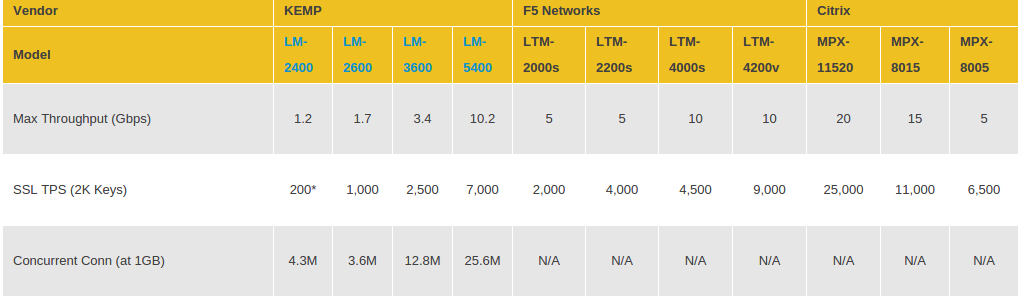 Vendor KEMP F5 Networks Citrix
Model LM-2400 LM-2600 LM-3600 LM-5400 LTM-2000s LTM-2200s LTM-4000s LTM-4200v MPX-11520 MPX-8015 MPX-8005
Max Throughput (Gbps) 1.2 1.7 3.4 10.2 5 5 10 10 20 15 5
SSL TPS (2K Keys) 200* 1,000 2,500 7,000 2,000 4,000 4,500 9,000 25,000 11,000 6,500
Concurrent Conn (at 1GB) 4.3M 3.6M 12.8M 25.6M N/A N/A N/A N/A N/A N/A N/A